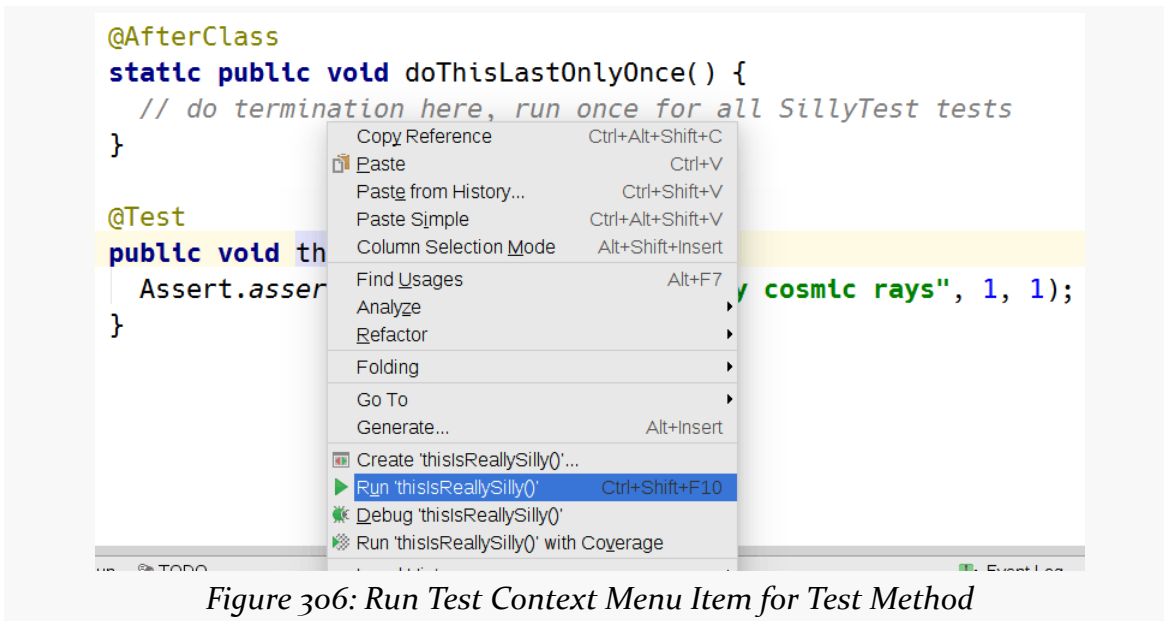 @AfterClass
static public void doThisLastOnlyOnce() {
// do termination here, run once for all SillyTest tests
}
Copy Reference Ctrl+Alt+Shift+C
Paste Ctrl+V
Paste from History... Ctrl+Shift+V
Paste Simple Ctrl+Alt+Shift+V
Column Selection Mode Alt+Shift+Insert
@Test
public void th
Find Usages Alt+F7
Analyze
Assert.asser y cosmic rays", 1, 1);
Refactor
}
Folding
Go To
Generate... Alt+Insert
Create 'thisIsReallySilly()'...
Run 'thisIsReallySilly()' Ctrl+Shift+F10
Debug 'thisIsReallySilly()'
Run 'thisIsReallySilly()' with Coverage
TODO Event Log
Figure 306: Run Test Context Menu Item for Test Method